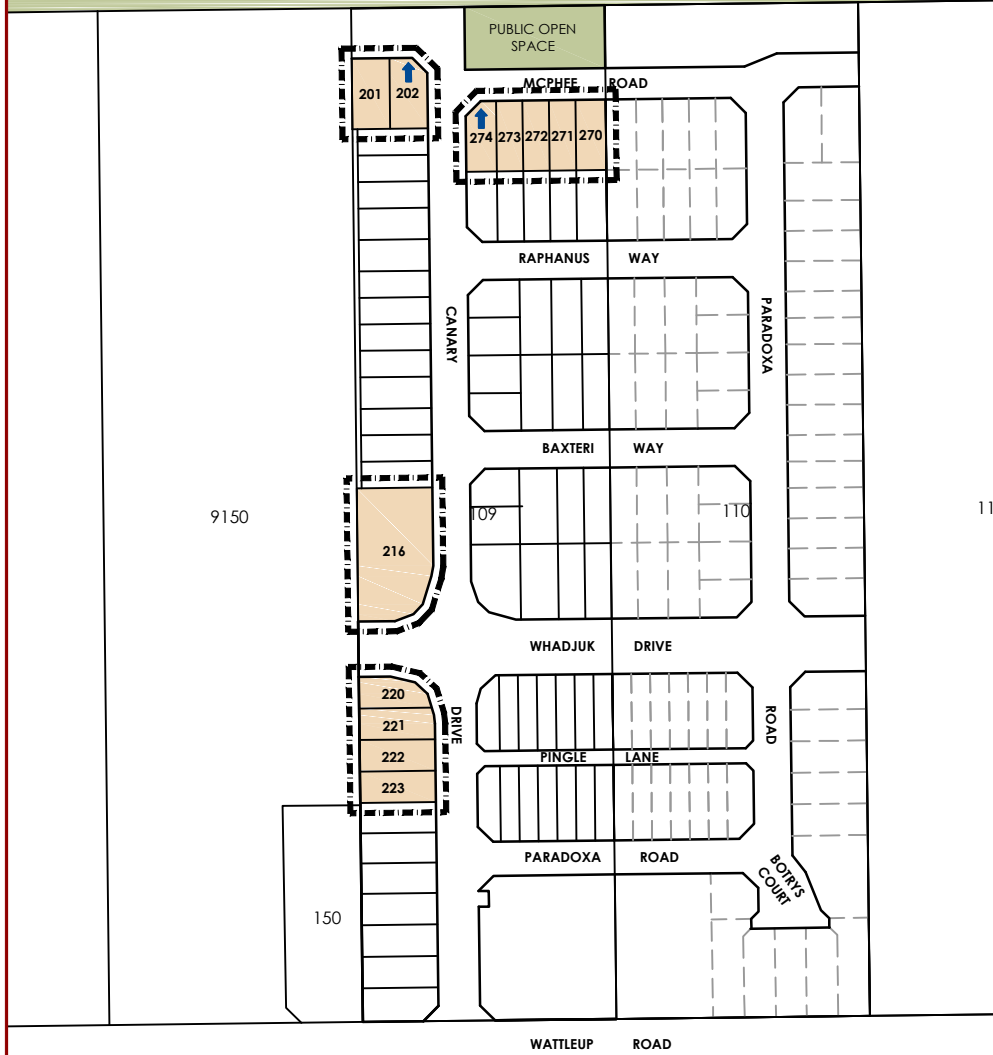 PUBLIC OPEN
SPACE
MCPHEE ROAD
201
202
274
273
272
271
270
RAPHANUS WAY
CANARY
PARADOXA
BAXTERI WAY
9150
109
110
11
216
WHADJUK DRIVE
220
221
222
223
DRIVE
ROAD
PINGLE LANE
PARADOXA ROAD
BOTRYS
COURT
150
WATTLEUP ROAD